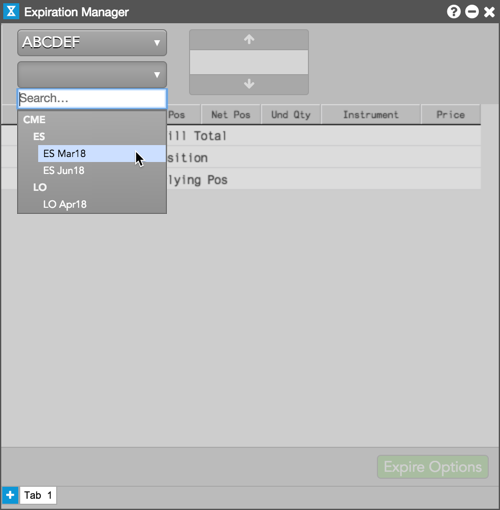 Expiration Manager
ABCDEF
Search...
Pos Net Pos Und Qty Instrument Price
CME
ES
ill Total
ES Mar18
sition
ES Jun18
lying Pos
LO
LO Apr18
Expire Options
+ Tab 1